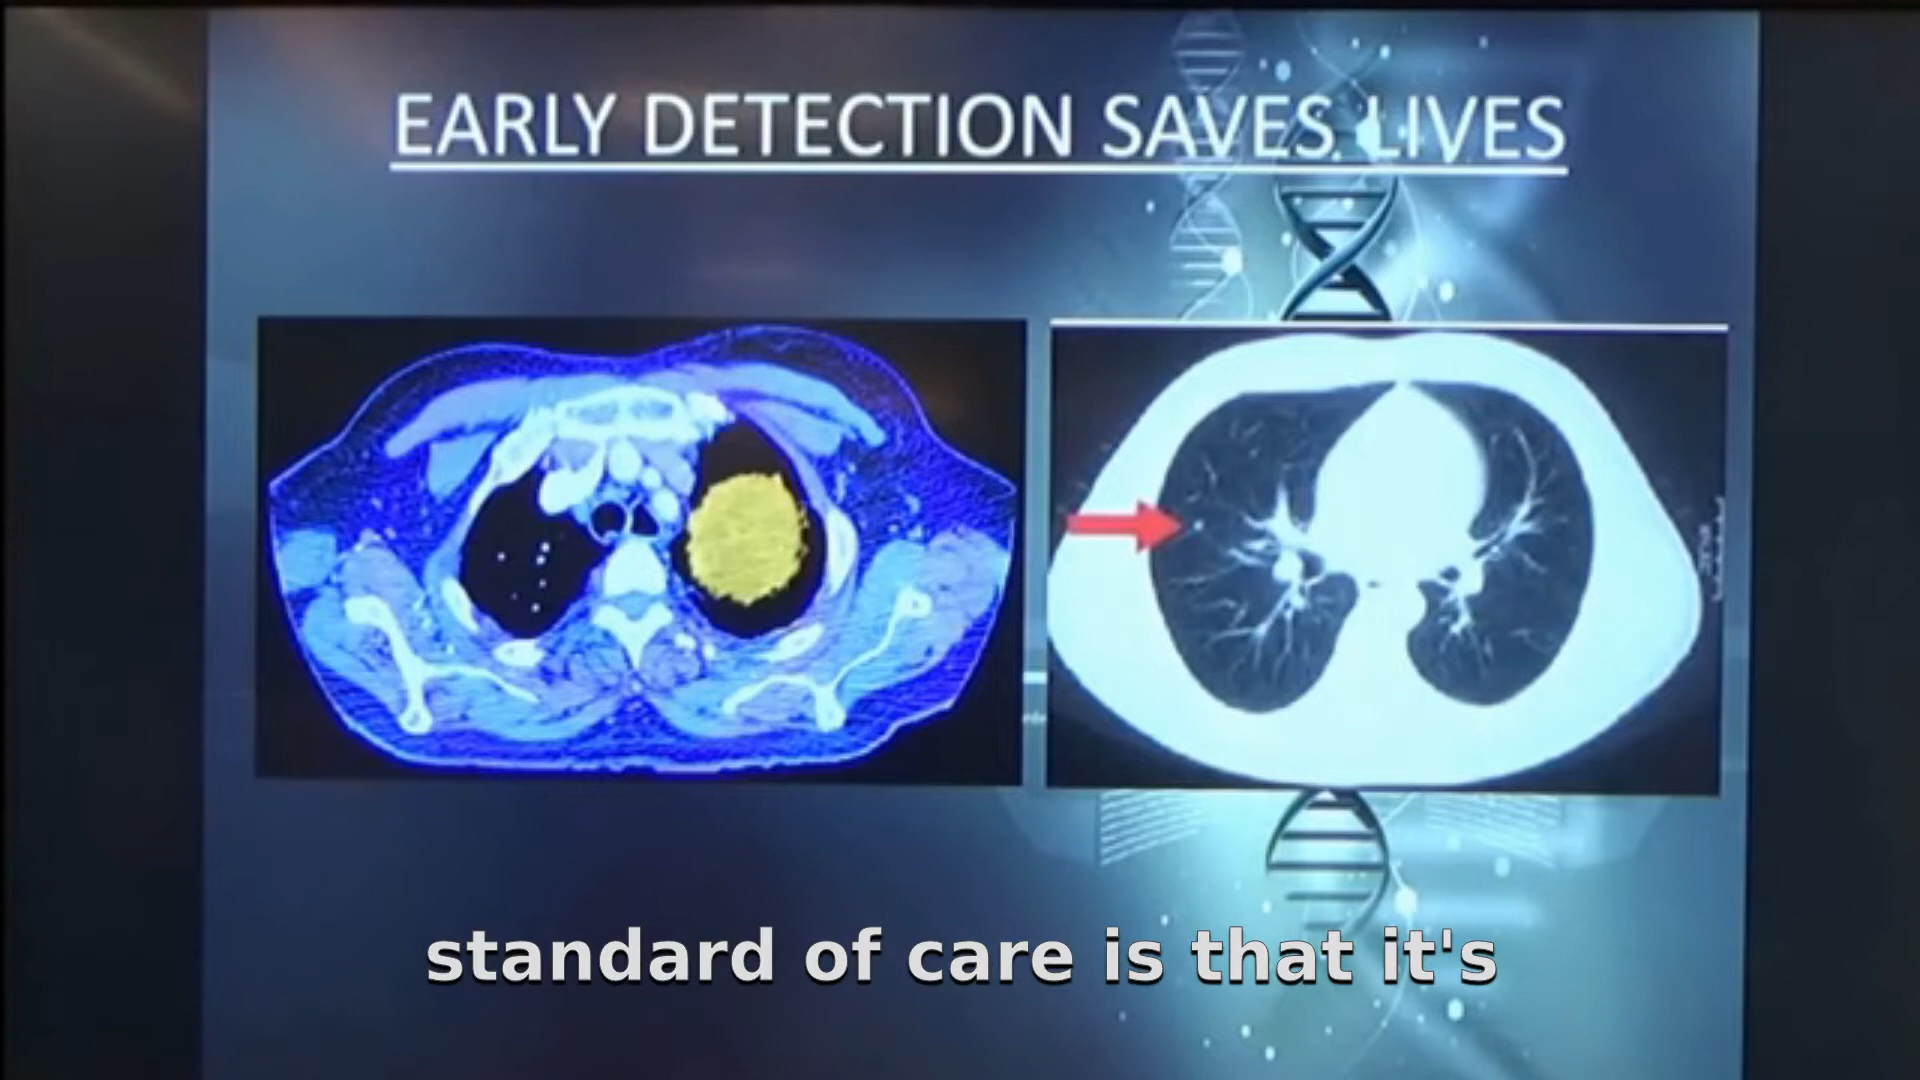 EARLY DETECTION SAVES LIVES
standard of care is that it's